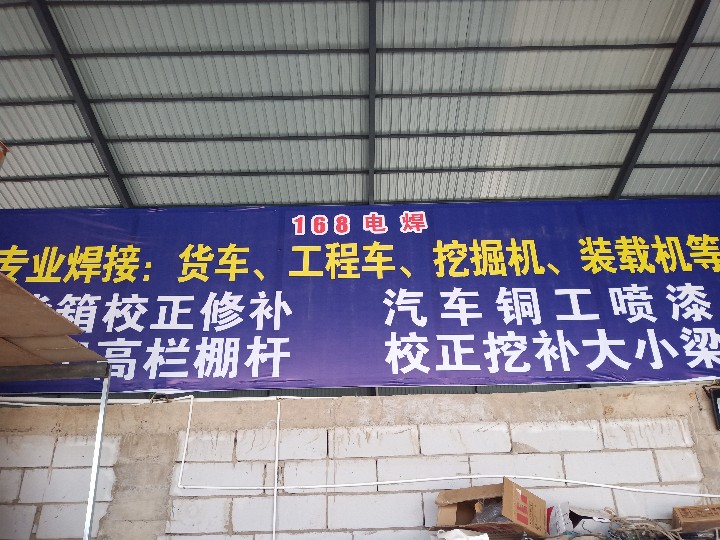 168电焊
专业焊接：货车、工程车、挖掘机、装载机等
箱校正修补 汽车铜工喷漆
高栏棚杆 校正挖补大小梁